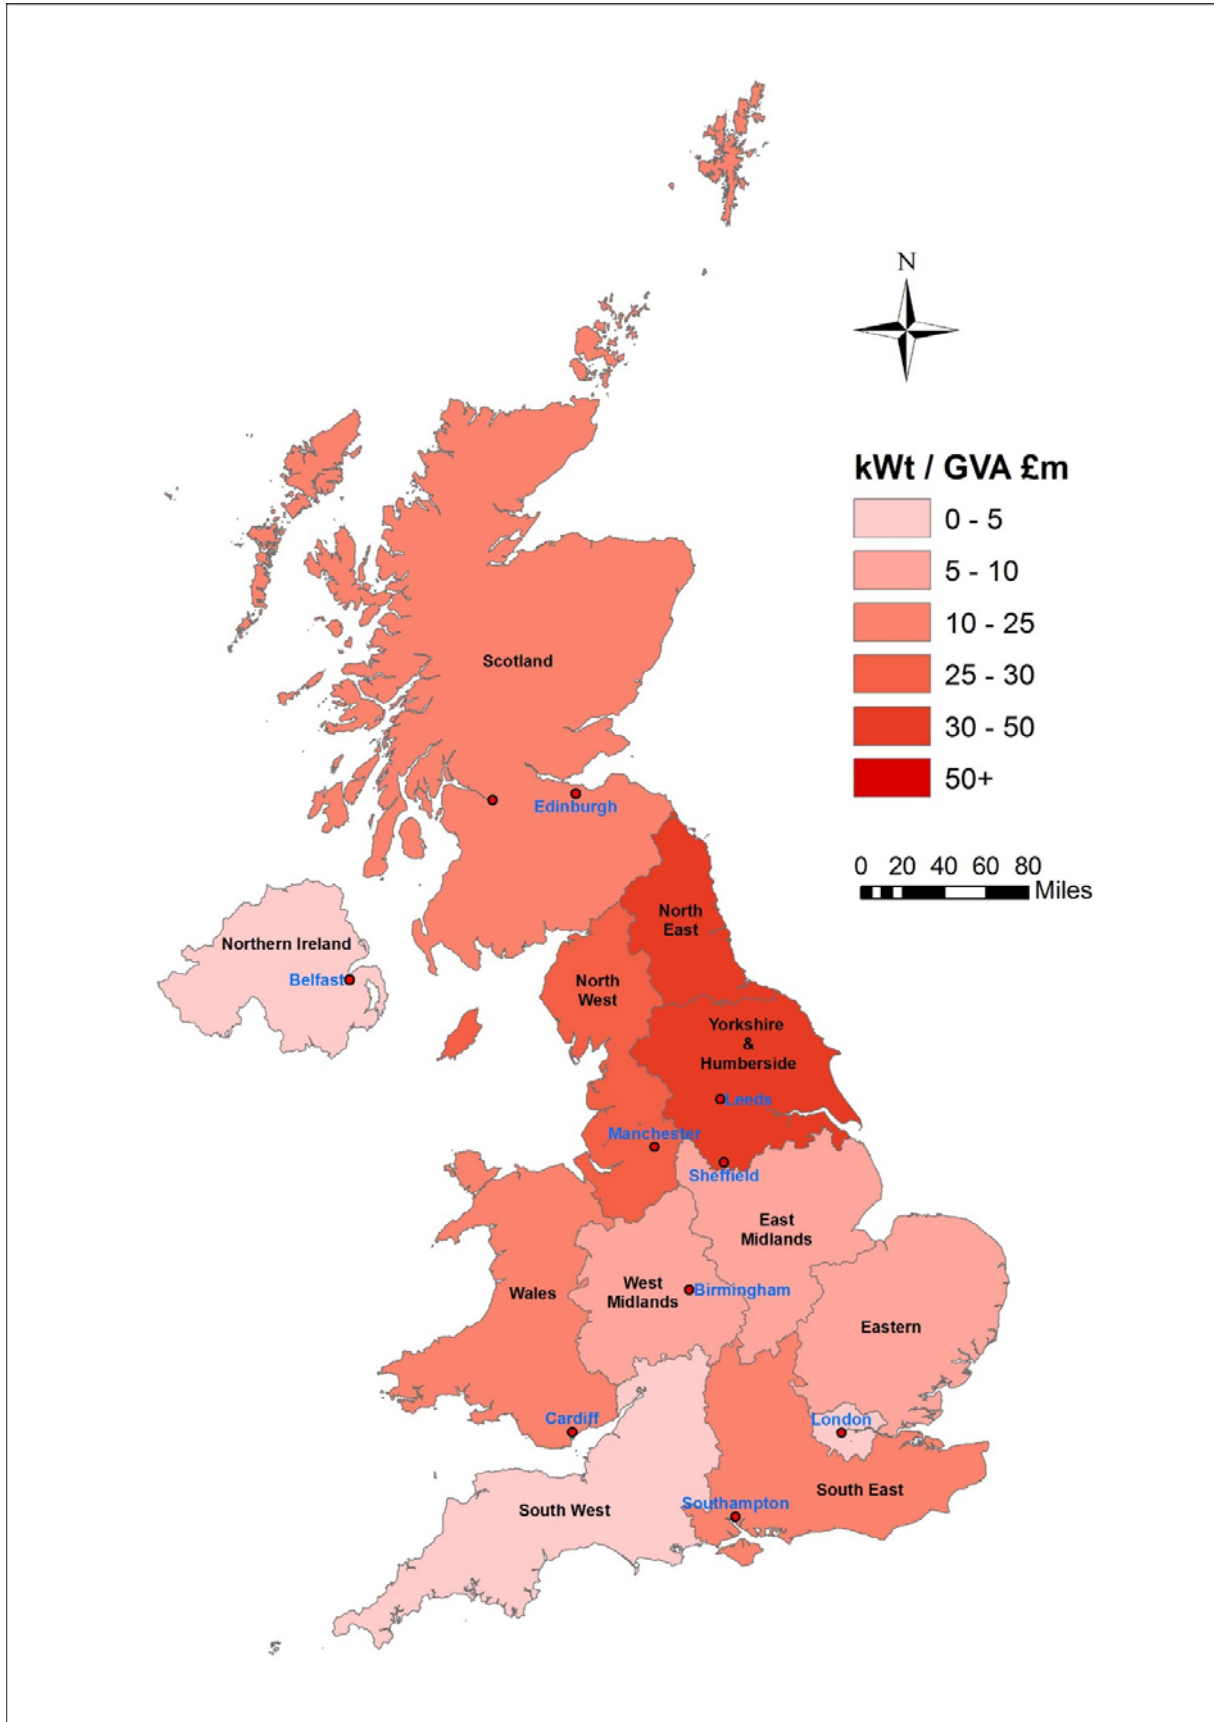 N
kWt / GVA £m
0 - 5
5 - 10
10 - 25
25 - 30
30 - 50
50+
0 20 40 60 80
Miles
Scotland
Edinburgh
North
East
Northern Ireland
Belfast
North
West
Yorkshire
&
Humberside
Leeds
Manchester
Sheffield
East
Midlands
West
Midlands
Birmingham
Wales
Eastern
Cardiff
London
South East
Southampton
South West